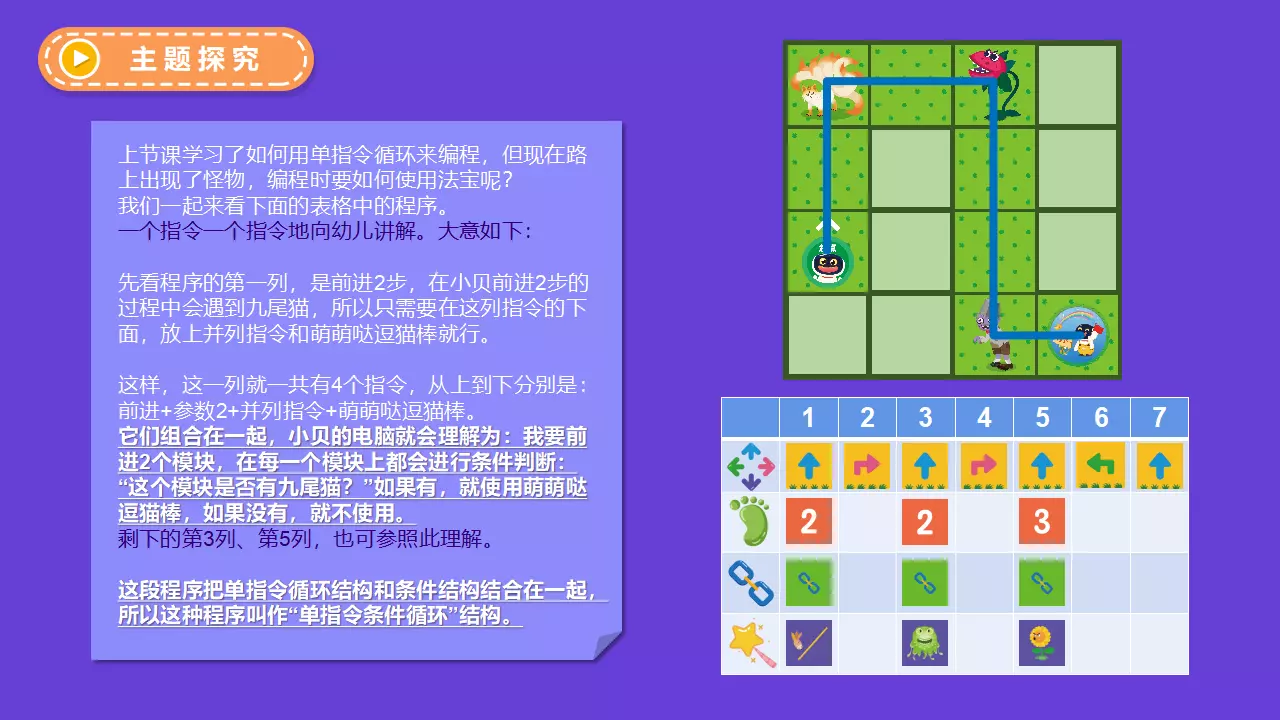 主题探究
上节课学习了如何用单指令循环来编程，但现在路
上出现了怪物，编程时要如何使用法宝呢？
我们一起来看下面的表格中的程序。
一个指令一个指令地向幼儿讲解。大意如下：
先看程序的第一列，是前进2步，在小贝前进2步的
过程中会遇到九尾猫，所以只需要在这列指令的下
面，放上并列指令和萌萌哒逗猫棒就行。
这样，这一列就一共有4个指令，从上到下分别是：
前进+参数2+并列指令+萌萌哒逗猫棒。
它们组合在一起，小贝的电脑就会理解为：我要前
进2个模块，在每一个模块上都会进行条件判断：
“这个模块是否有九尾猫？”如果有，就使用萌萌哒
逗猫棒，如果没有，就不使用。
剩下的第3列、第5列，也可参照此理解。
这段程序把单指令循环结构和条件结构结合在一起，
所以这种程序叫作“单指令条件循环”结构。
1 2 3 4 5 6 7
2 2 3